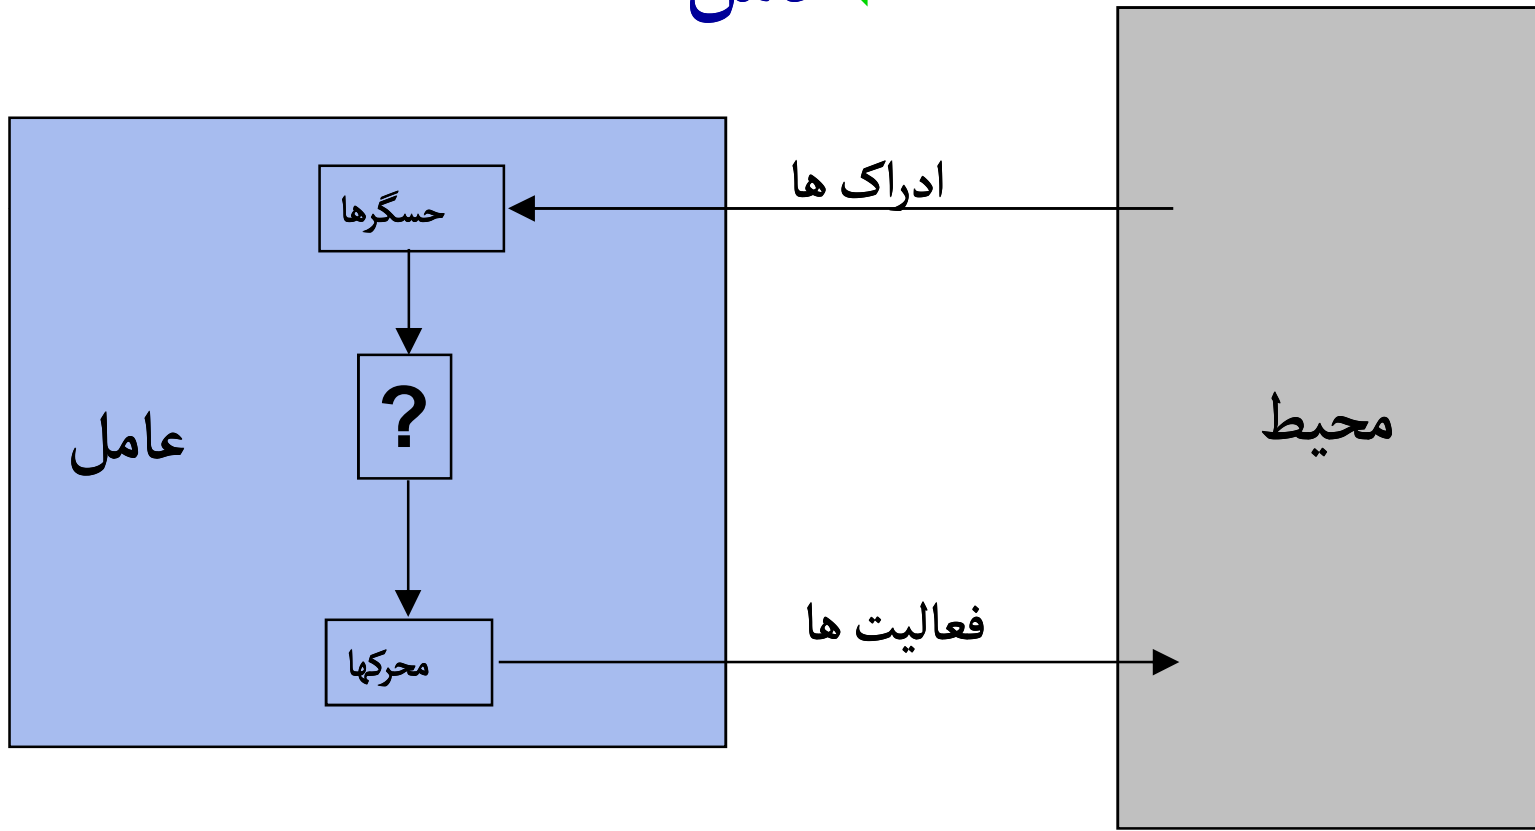 ادراک ها
حسگرها
?
عامل
محیط
فعالیت ها
محرکها